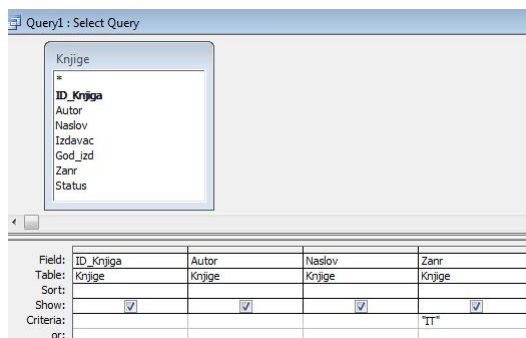 Query1 : Select Query
Knjige
*
ID_Knjiga
Autor
Naslov
Izdavac
God_izd
Zanr
Status
Field: ID_Knjiga Autor Naslov Zanr
Table: Knjige Knjige Knjige Knjige
Sort:
Show:
Criteria: "IT"
or: